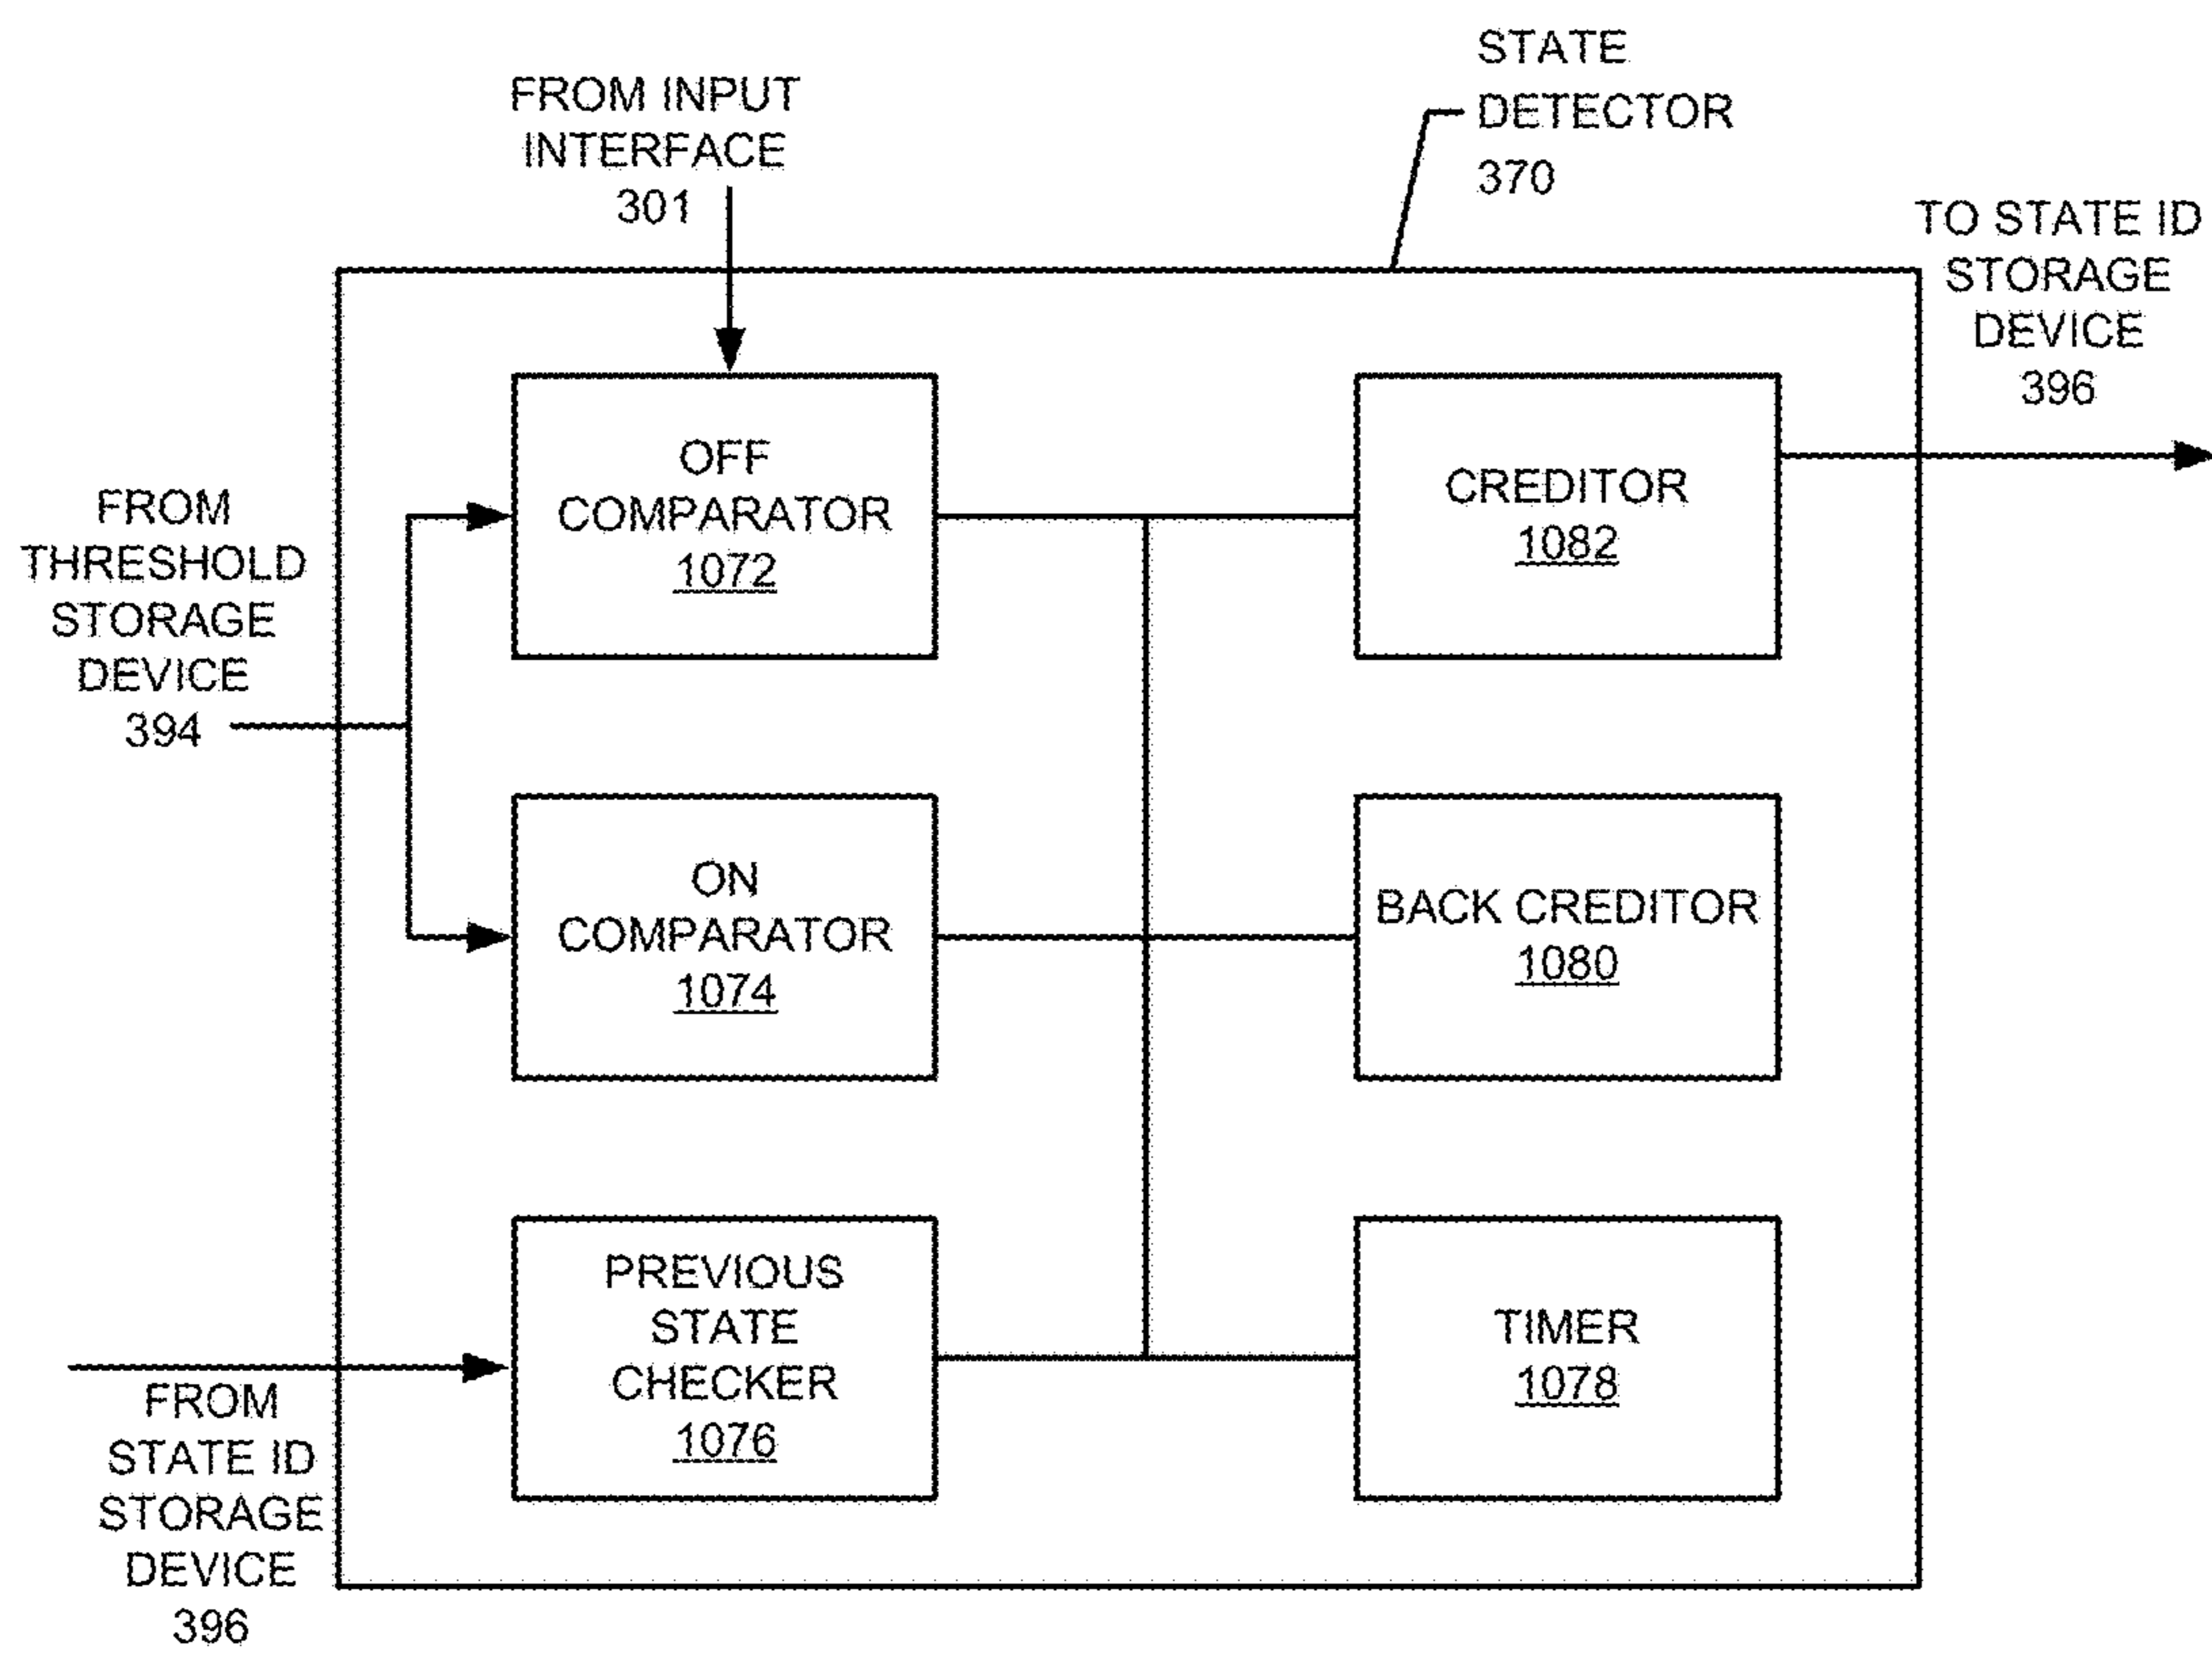 STATE
DETECTOR
370
FROM INPUT
INTERFACE
301
TO STATE ID
STORAGE
DEVICE
396
OFF
COMPARATOR
1072
CREDITOR
1082
FROM
THRESHOLD
STORAGE
DEVICE
394
ON
COMPARATOR
1074
BACK CREDITOR
1080
PREVIOUS
STATE
CHECKER
1076
TIMER
1078
FROM
STATE ID
STORAGE
DEVICE
396